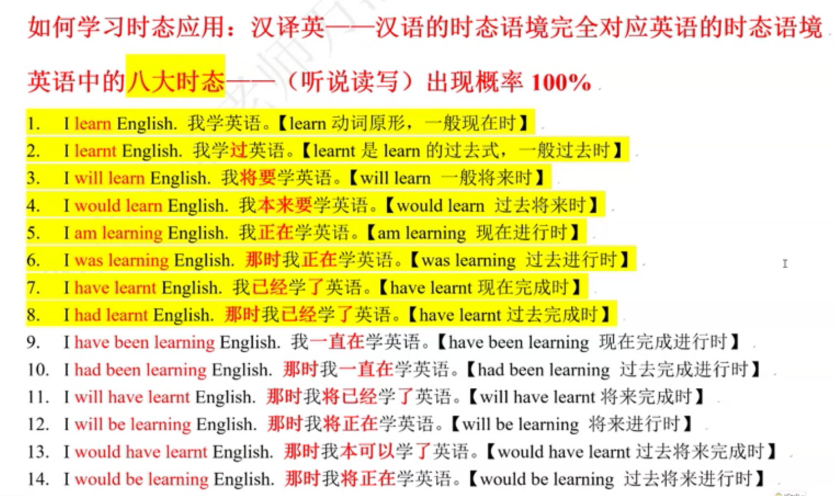 如何学习时态应用：汉译英——汉语的时态语境完全对应英语的时态语境
英语中的八大时态——（听说读写）出现概率 100%
1. I learn English. 我学英语。【learn 动词原形，一般现在时】
2. I learnt English. 我学过英语。【learnt 是 learn 的过去式，一般过去时】
3. I will learn English. 我将要学英语。【will learn 一般将来时】
4. I would learn English. 我本来要学英语。【would learn 过去将来时】
5. I am learning English. 我正在学英语。【am learning 现在进行时】
6. I was learning English. 那时我正在学英语。【was learning 过去进行时】
7. I have learnt English. 我已经学了英语。【have learnt 现在完成时】
8. I had learnt English. 那时我已经学了英语。【have learnt 过去完成时】
9. I have been learning English. 我一直在学英语。【have been learning 现在完成进行时】
10. I had been learning English. 那时我一直在学英语。【had been learning 过去完成进行时】
11. I will have learnt English. 那时我将已经学了英语。【will have learnt 将来完成时】
12. I will be learning English. 那时我将正在学英语。【will be learning 将来进行时】
13. I would have learnt English. 那时我本可以学了英语。【would have learnt 过去将来完成时】
14. I would be learning English. 那时我将正在学英语。【would be learning 过去将来进行时】